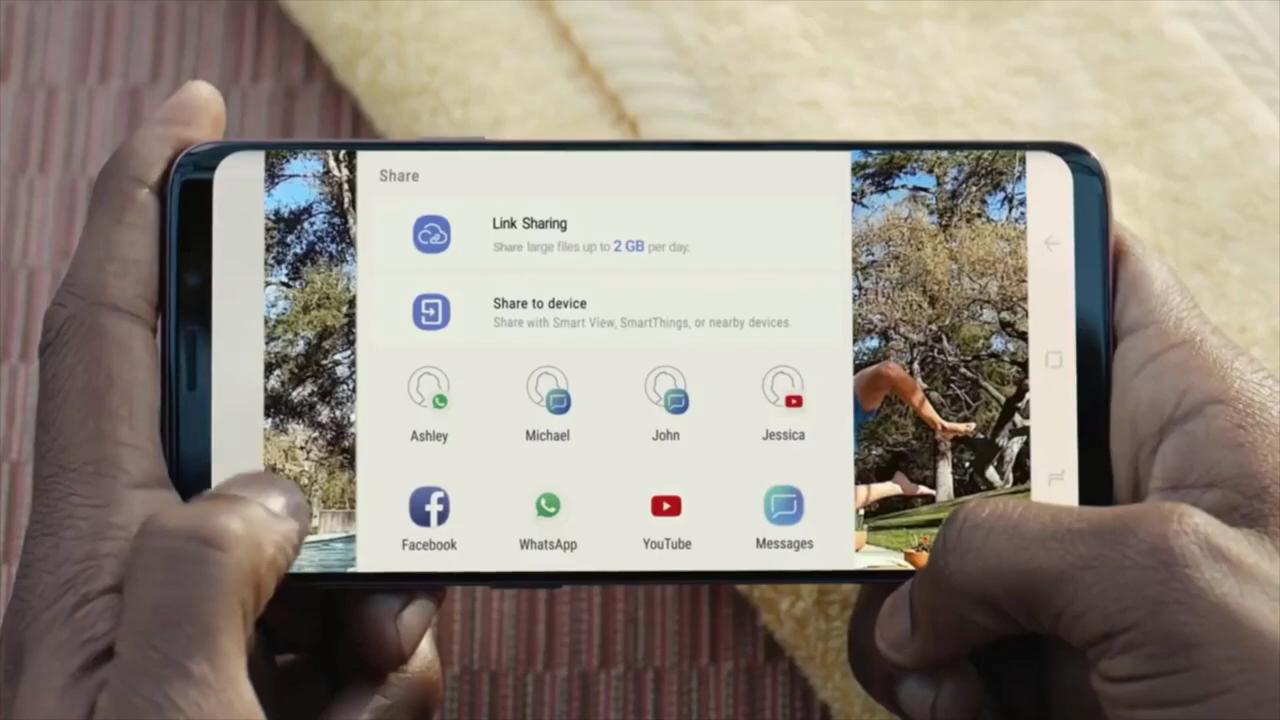 Share
Link Sharing
Share large files up to 2 GB per day.
Share to device
Share with Smart View, SmartThings, or nearby devices.
Ashley Michael John Jessica
Facebook WhatsApp YouTube Messages